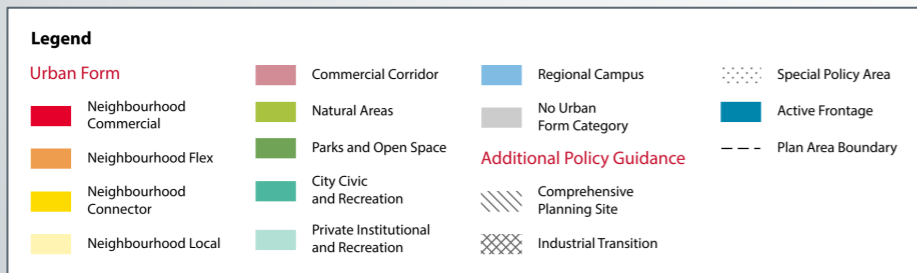 Legend
Urban Form
Neighbourhood
Commercial
Neighbourhood Flex
Neighbourhood
Connector
Neighbourhood Local
Commercial Corridor
Natural Areas
Parks and Open Space
City Civic
and Recreation
Private Institutional
and Recreation
Regional Campus
No Urban
Form Category
Additional Policy Guidance
Comprehensive
Planning Site
Industrial Transition
Special Policy Area
Active Frontage
Plan Area Boundary